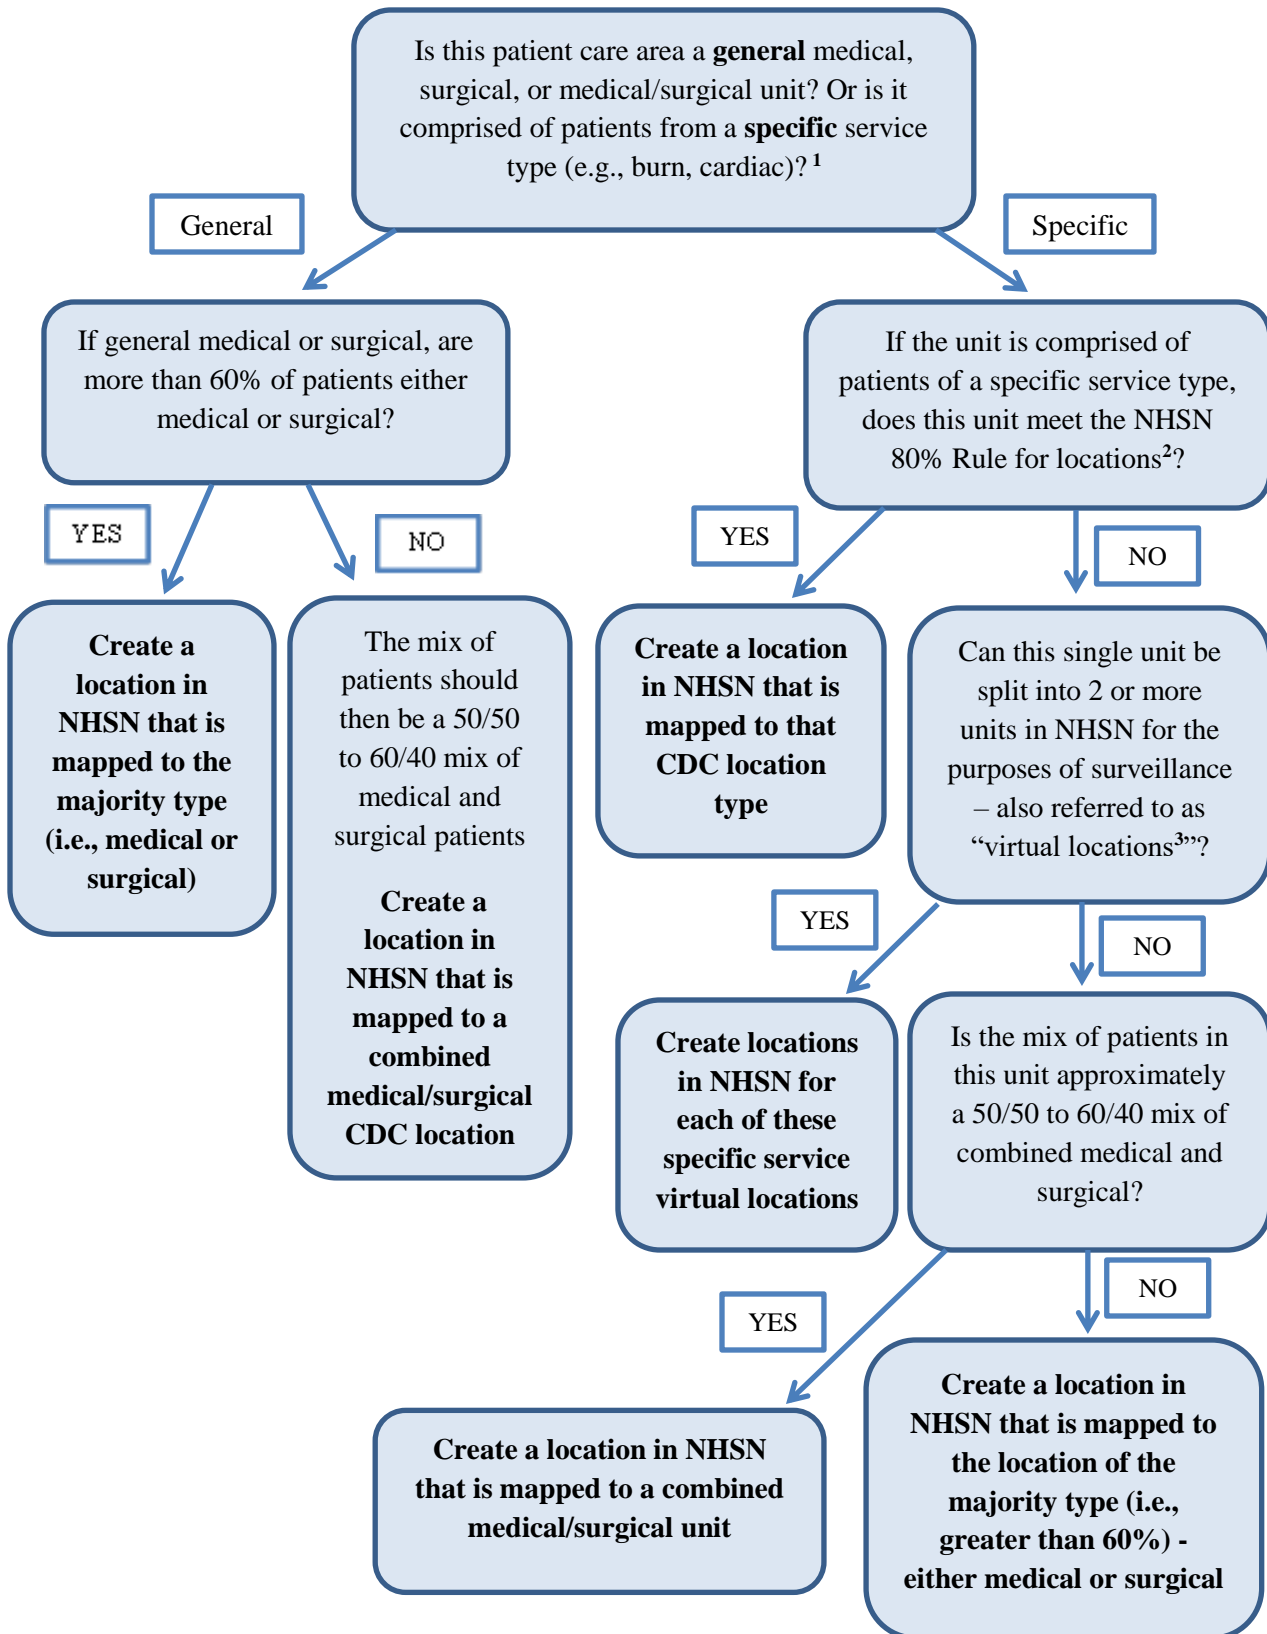 Is this patient care area a general medical,
surgical, or medical/surgical unit? Or is it
comprised of patients from a specific service
type (e.g., burn, cardiac)? 1
General
Specific
If general medical or surgical, are
more than 60% of patients either
medical or surgical?
If the unit is comprised of
patients of a specific service type,
does this unit meet the NHSN
80% Rule for locations2?
YES
NO
YES
NO
Create a
location in
NHSN that is
mapped to the
majority type
(i.e., medical or
surgical)
The mix of
patients should
then be a 50/50
to 60/40 mix of
medical and
surgical patients
Create a
location in
NHSN that is
mapped to a
combined
medical/surgical
CDC location
Create a location
in NHSN that is
mapped to that
CDC location
type
Can this single unit be
split into 2 or more
units in NHSN for the
purposes of surveillance
– also referred to as
“virtual locations3”?
YES
NO
Create locations
in NHSN for
each of these
specific service
virtual locations
Is the mix of patients in
this unit approximately
a 50/50 to 60/40 mix of
combined medical and
surgical?
YES
NO
Create a location in NHSN
that is mapped to a combined
medical/surgical unit
Create a location in
NHSN that is mapped to
the location of the
majority type (i.e.,
greater than 60%) -
either medical or surgical